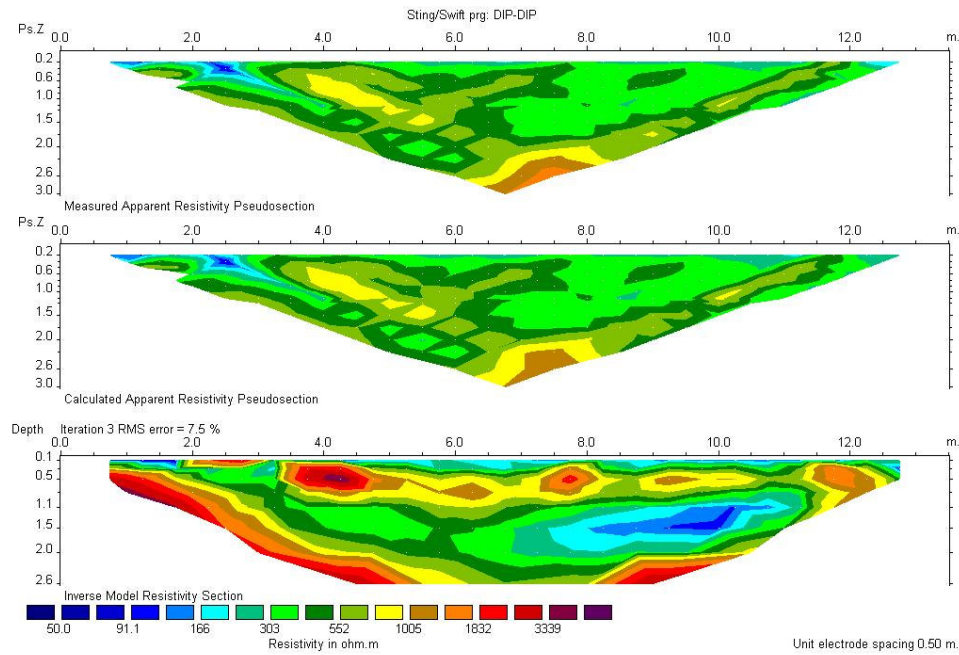 Sting/Swift prg: DIP-DIP
Ps.Z 0.0 2.0 4.0 6.0 8.0 10.0 12.0 m.
0.2
0.6
1.0
1.5
2.0
2.6
3.0
Measured Apparent Resistivity Pseudosection
Ps.Z 0.0 2.0 4.0 6.0 8.0 10.0 12.0 m.
0.2
0.6
1.0
1.5
2.0
2.6
3.0
Calculated Apparent Resistivity Pseudosection
Depth Iteration 3 RMS error = 7.5 %
0.0 2.0 4.0 6.0 8.0 10.0 12.0 m.
0.1
0.5
1.1
1.5
2.0
2.6
Inverse Model Resistivity Section
50.0 91.1 166 303 552 1005 1832 3339
Resistivity in ohm.m Unit electrode spacing 0.50 m.